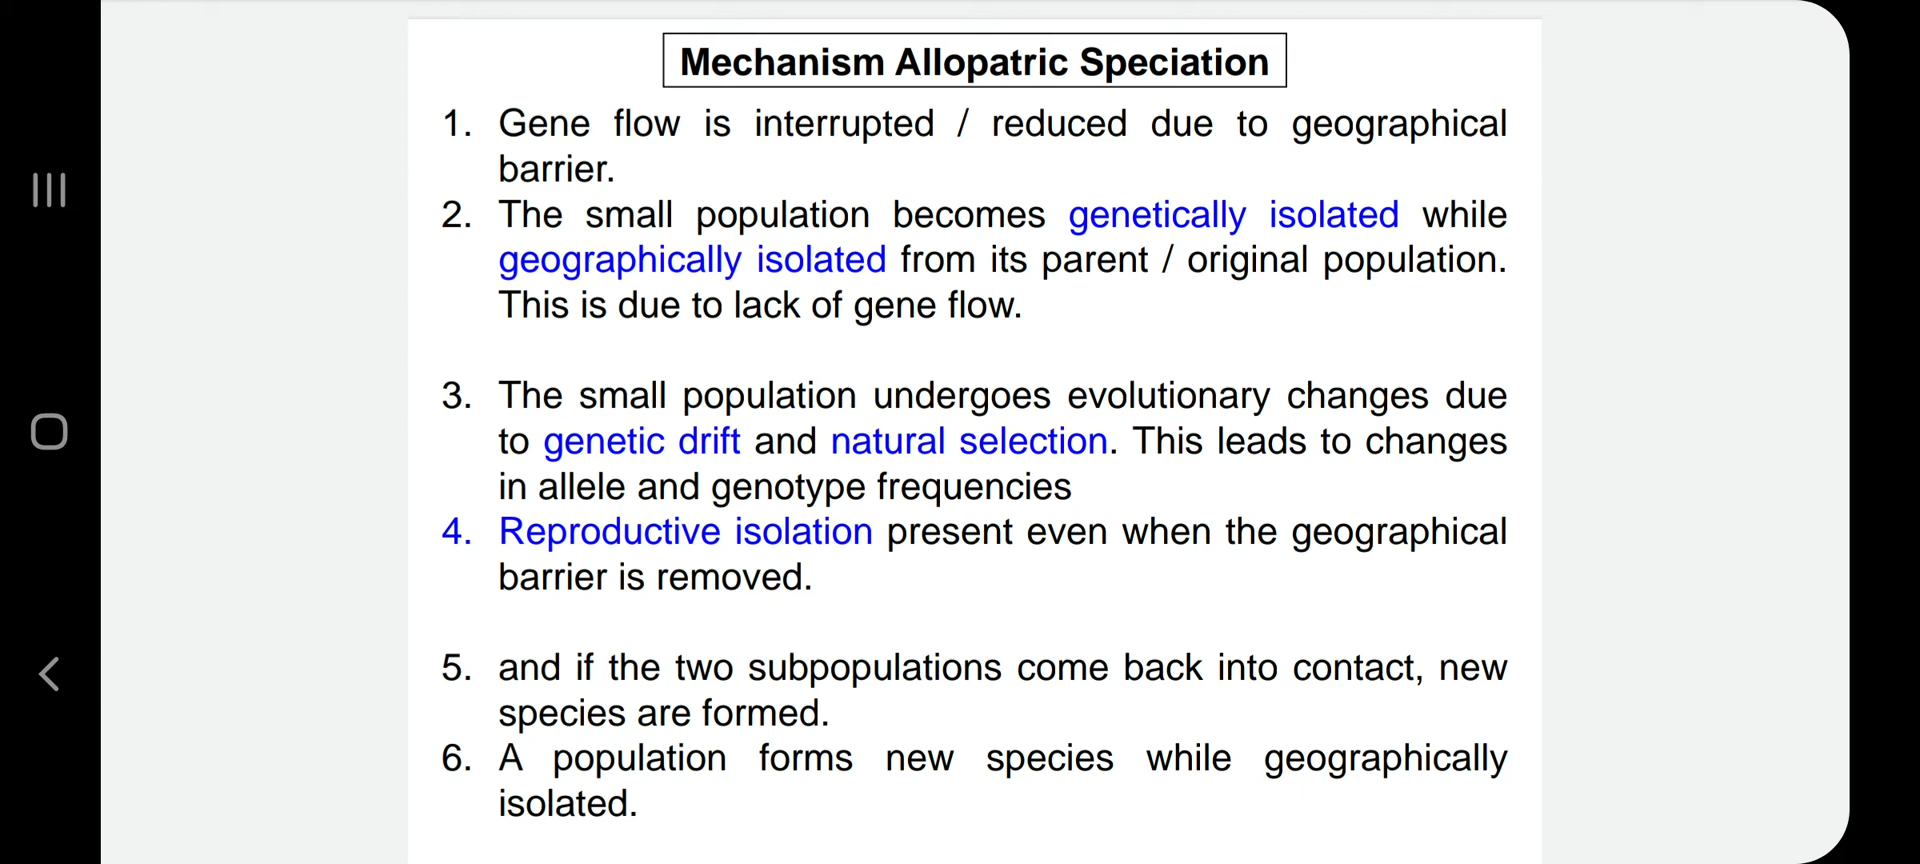 Mechanism Allopatric Speciation
1. Gene flow is interrupted / reduced due to geographical
barrier.
2. The small population becomes genetically isolated while
geographically isolated from its parent / original population.
This is due to lack of gene flow.
3. The small population undergoes evolutionary changes due
to genetic drift and natural selection. This leads to changes
in allele and genotype frequencies
4. Reproductive isolation present even when the geographical
barrier is removed.
5. and if the two subpopulations come back into contact, new
species are formed.
6. A population forms new species while geographically
isolated.